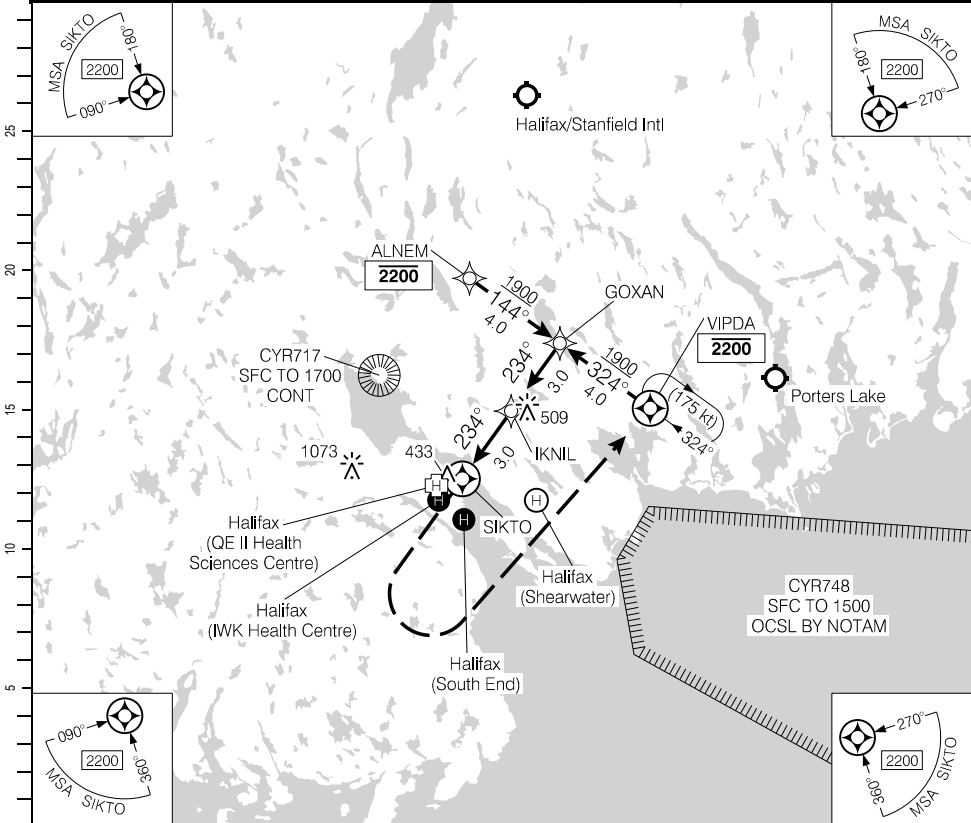 MSA SIKTO
180°
2200
090°
MSA SIKTO
180°
2200
270°
Halifax/Stanfield Intl
25
20
15
10
5
ALNEM
2200
1900
144°
4.0
GOXAN
VIPDA
2200
1900
324°
4.0
(175 kt)
324°
Porters Lake
CYR717
SFC TO 1700
CONT
234°
3.0
509
IKNIL
234°
3.0
1073
433
H
H
H
H
SIKTO
Halifax
(QE II Health
Sciences Centre)
Halifax
(IWK Health Centre)
Halifax
(South End)
Halifax
(Shearwater)
CYR748
SFC TO 1500
OCSL BY NOTAM
090°
2200
360°
MSA SIKTO
270°
2200
360°
MSA SIKTO